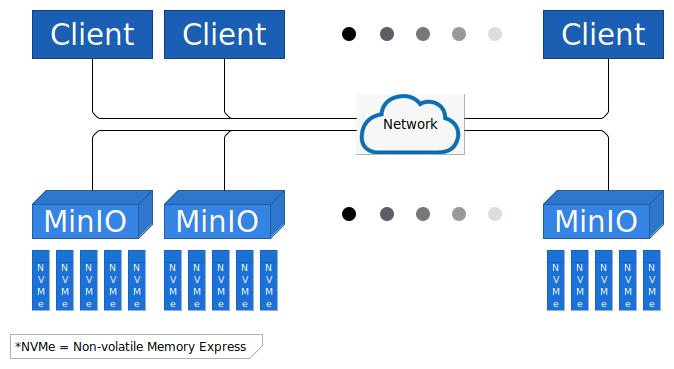 Client Client Client
Network
MinIO MinIO MinIO
NVMe NVMe NVMe NVMe NVMe NVMe NVMe NVMe NVMe NVMe NVMe NVMe NVMe NVMe NVMe
*NVMe = Non-volatile Memory Express